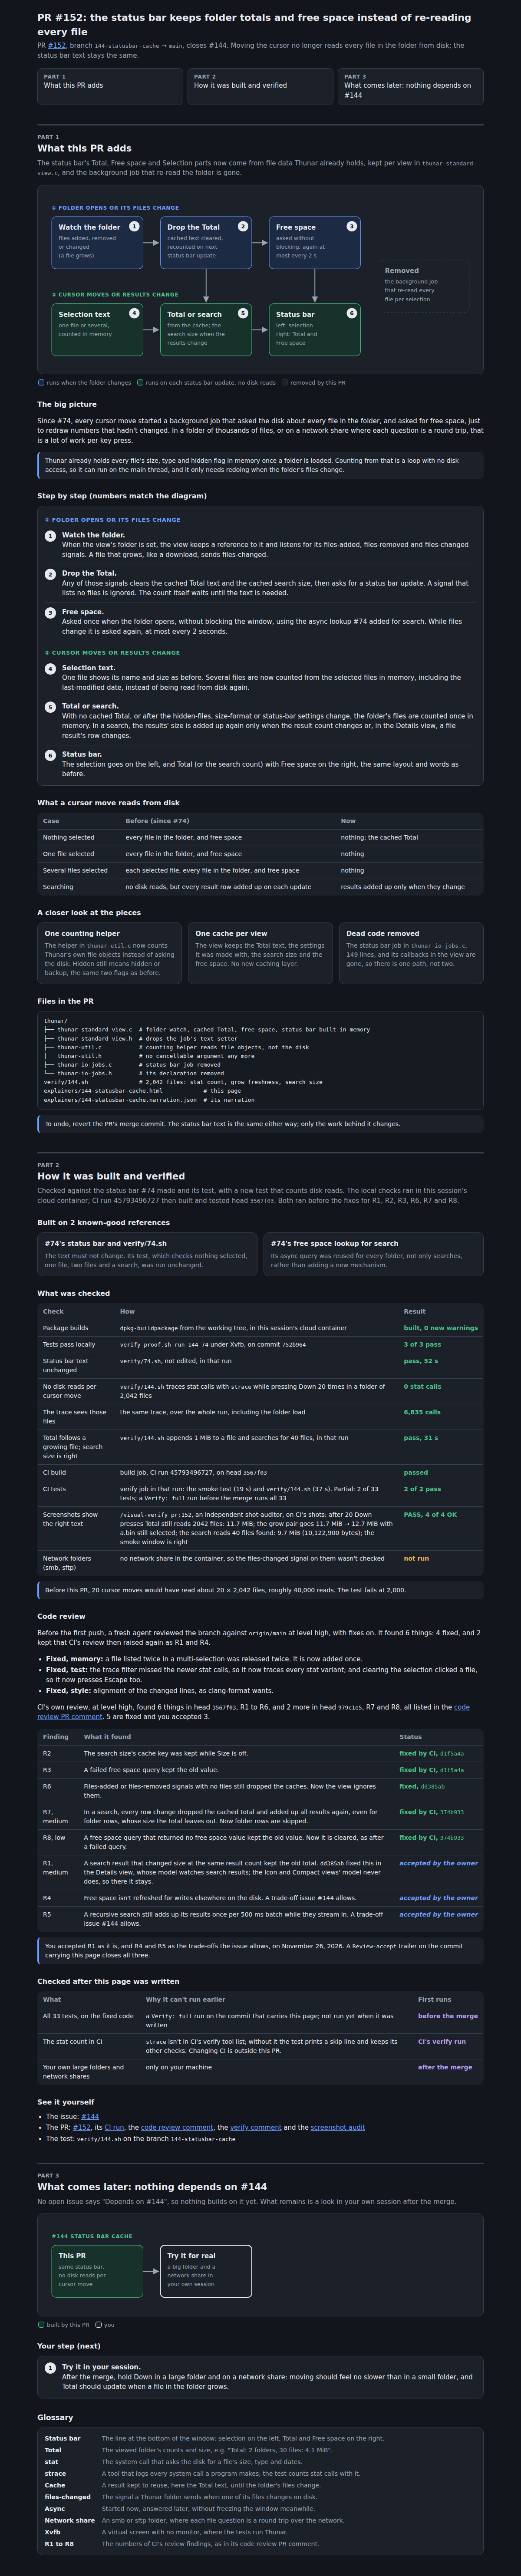 PR #152: the status bar keeps folder totals and free space instead of re-reading
every file
PR #152, branch 144-statusbar-cache → main, closes #144. Moving the cursor no longer reads every file in the folder from disk; the
status bar text stays the same.
PART 1
What this PR adds
PART 2
How it was built and verified
PART 3
What comes later: nothing depends on
#144
PART 1
What this PR adds
The status bar's Total, Free space and Selection parts now come from file data Thunar already holds, kept per view in thunar-standard-
view.c, and the background job that re-read the folder is gone.
① FOLDER OPENS OR ITS FILES CHANGE
Watch the folder
1
files added, removed
or changed
(a file grows)
Drop the Total
2
cached text cleared,
recounted on next
status bar update
Free space
3
asked without
blocking; again at
most every 2 s
Removed
the background job
that re-read every
file per selection
② CURSOR MOVES OR RESULTS CHANGE
Selection text
4
one file or several,
counted in memory
Total or search
5
from the cache; the
search size when the
results change
Status bar
6
left: selection
right: Total and
Free space
runs when the folder changes
runs on each status bar update, no disk reads
removed by this PR
The big picture
Since #74, every cursor move started a background job that asked the disk about every file in the folder, and asked for free space, just
to redraw numbers that hadn't changed. In a folder of thousands of files, or on a network share where each question is a round trip, that
is a lot of work per key press.
Thunar already holds every file's size, type and hidden flag in memory once a folder is loaded. Counting from that is a loop with no disk
access, so it can run on the main thread, and it only needs redoing when the folder's files change.
Step by step (numbers match the diagram)
① FOLDER OPENS OR ITS FILES CHANGE
1
Watch the folder.
When the view's folder is set, the view keeps a reference to it and listens for its files-added, files-removed and files-changed
signals. A file that grows, like a download, sends files-changed.
2
Drop the Total.
Any of those signals clears the cached Total text and the cached search size, then asks for a status bar update. A signal that
lists no files is ignored. The count itself waits until the text is needed.
3
Free space.
Asked once when the folder opens, without blocking the window, using the async lookup #74 added for search. While files
change it is asked again, at most every 2 seconds.
② CURSOR MOVES OR RESULTS CHANGE
4
Selection text.
One file shows its name and size as before. Several files are now counted from the selected files in memory, including the
last-modified date, instead of being read from disk again.
5
Total or search.
With no cached Total, or after the hidden-files, size-format or status-bar settings change, the folder's files are counted once in
memory. In a search, the results' size is added up again only when the result count changes or, in the Details view, a file
result's row changes.
6
Status bar.
The selection goes on the left, and Total (or the search count) with Free space on the right, the same layout and words as
before.
What a cursor move reads from disk
Case Before (since #74) Now
Nothing selected every file in the folder, and free space nothing; the cached Total
One file selected every file in the folder, and free space nothing
Several files selected each selected file, every file in the folder, and free space nothing
Searching no disk reads, but every result row added up on each update results added up only when they change
A closer look at the pieces
One counting helper
The helper in thunar-util.c now counts
Thunar's own file objects instead of asking
the disk. Hidden still means hidden or
backup, the same two flags as before.
One cache per view
The view keeps the Total text, the settings
it was made with, the search size and the
free space. No new caching layer.
Dead code removed
The status bar job in thunar-io-jobs.c,
149 lines, and its callbacks in the view are
gone, so there is one path, not two.
Files in the PR
thunar/
├── thunar-standard-view.c # folder watch, cached Total, free space, status bar built in memory
├── thunar-standard-view.h # drops the job's text setter
├── thunar-util.c # counting helper reads file objects, not the disk
├── thunar-util.h # no cancellable argument any more
├── thunar-io-jobs.c # status bar job removed
└── thunar-io-jobs.h # its declaration removed
verify/144.sh # 2,042 files: stat count, grow freshness, search size
explainers/144-statusbar-cache.html # this page
explainers/144-statusbar-cache.narration.json # its narration
To undo, revert the PR's merge commit. The status bar text is the same either way; only the work behind it changes.
PART 2
How it was built and verified
Checked against the status bar #74 made and its test, with a new test that counts disk reads. The local checks ran in this session's
cloud container; CI run 45793496727 then built and tested head 3567f03. Both ran before the fixes for R1, R2, R3, R6, R7 and R8.
Built on 2 known-good references
#74's status bar and verify/74.sh
The text must not change. Its test, which checks nothing selected,
one file, two files and a search, was run unchanged.
#74's free space lookup for search
Its async query was reused for every folder, not only searches,
rather than adding a new mechanism.
What was checked
Check How Result
Package builds dpkg-buildpackage from the working tree, in this session's cloud container built, 0 new warnings
Tests pass locally verify-proof.sh run 144 74 under Xvfb, on commit 752b964 3 of 3 pass
Status bar text
unchanged
verify/74.sh, not edited, in that run pass, 52 s
No disk reads per
cursor move
verify/144.sh traces stat calls with strace while pressing Down 20 times in a folder of
2,042 files
0 stat calls
The trace sees those
files
the same trace, over the whole run, including the folder load 6,835 calls
Total follows a
growing file; search
size is right
verify/144.sh appends 1 MiB to a file and searches for 40 files, in that run pass, 31 s
CI build build job, CI run 45793496727, on head 3567f03 passed
CI tests verify job in that run: the smoke test (19 s) and verify/144.sh (37 s). Partial: 2 of 33
tests; a Verify: full run before the merge runs all 33
2 of 2 pass
Screenshots show
the right text
/visual-verify pr:152, an independent shot-auditor, on CI's shots: after 20 Down
presses Total still reads 2042 files: 11.7 MiB; the grow pair goes 11.7 MiB → 12.7 MiB with
a.bin still selected; the search reads 40 files found: 9.7 MiB (10,122,900 bytes); the
smoke window is right
PASS, 4 of 4 OK
Network folders
(smb, sftp)
no network share in the container, so the files-changed signal on them wasn't checked not run
Before this PR, 20 cursor moves would have read about 20 × 2,042 files, roughly 40,000 reads. The test fails at 2,000.
Code review
Before the first push, a fresh agent reviewed the branch against origin/main at level high, with fixes on. It found 6 things: 4 fixed, and 2
kept that CI's review then raised again as R1 and R4.
• Fixed, memory: a file listed twice in a multi-selection was released twice. It is now added once.
• Fixed, test: the trace filter missed the newer stat calls, so it now traces every stat variant; and clearing the selection clicked a file,
so it now presses Escape too.
• Fixed, style: alignment of the changed lines, as clang-format wants.
CI's own review, at level high, found 6 things in head 3567f03, R1 to R6, and 2 more in head 979c1e5, R7 and R8, all listed in the code
review PR comment. 5 are fixed and you accepted 3.
Finding What it found Status
R2 The search size's cache key was kept while Size is off. fixed by CI, d1f5a4a
R3 A failed free space query kept the old value. fixed by CI, d1f5a4a
R6 Files-added or files-removed signals with no files still dropped the caches. Now the view ignores
them.
fixed, dd385ab
R7,
medium
In a search, every row change dropped the cached total and added up all results again, even for
folder rows, whose size the total leaves out. Now folder rows are skipped.
fixed by CI, 374b933
R8, low A free space query that returned no free space value kept the old value. Now it is cleared, as after
a failed query.
fixed by CI, 374b933
R1,
medium
A search result that changed size at the same result count kept the old total. dd385ab fixed this in
the Details view, whose model watches search results; the Icon and Compact views' model never
does, so there it stays.
accepted by the owner
R4 Free space isn't refreshed for writes elsewhere on the disk. A trade-off issue #144 allows. accepted by the owner
R5 A recursive search still adds up its results once per 500 ms batch while they stream in. A trade-off
issue #144 allows.
accepted by the owner
You accepted R1 as it is, and R4 and R5 as the trade-offs the issue allows, on November 26, 2026. A Review-accept trailer on the commit
carrying this page closes all three.
Checked after this page was written
What Why it can't run earlier First runs
All 33 tests, on the fixed code a Verify: full run on the commit that carries this page; not run yet when it was
written
before the merge
The stat count in CI strace isn't in CI's verify tool list; without it the test prints a skip line and keeps its
other checks. Changing CI is outside this PR.
CI's verify run
Your own large folders and
network shares
only on your machine after the merge
See it yourself
• The issue: #144
• The PR: #152, its CI run, the code review comment, the verify comment and the screenshot audit
• The test: verify/144.sh on the branch 144-statusbar-cache
PART 3
What comes later: nothing depends on #144
No open issue says "Depends on #144", so nothing builds on it yet. What remains is a look in your own session after the merge.
#144 STATUS BAR CACHE
This PR
same status bar,
no disk reads per
cursor move
Try it for real
a big folder and a
network share in
your own session
built by this PR
you
Your step (next)
1
Try it in your session.
After the merge, hold Down in a large folder and on a network share: moving should feel no slower than in a small folder, and
Total should update when a file in the folder grows.
Glossary
Status bar The line at the bottom of the window: selection on the left, Total and Free space on the right.
Total The viewed folder's counts and size, e.g. "Total: 2 folders, 30 files: 4.1 MiB".
stat The system call that asks the disk for a file's size, type and dates.
strace A tool that logs every system call a program makes; the test counts stat calls with it.
Cache A result kept to reuse, here the Total text, until the folder's files change.
files-changed The signal a Thunar folder sends when one of its files changes on disk.
Async Started now, answered later, without freezing the window meanwhile.
Network share An smb or sftp folder, where each file question is a round trip over the network.
Xvfb A virtual screen with no monitor, where the tests run Thunar.
R1 to R8 The numbers of CI's review findings, as in its code review PR comment.